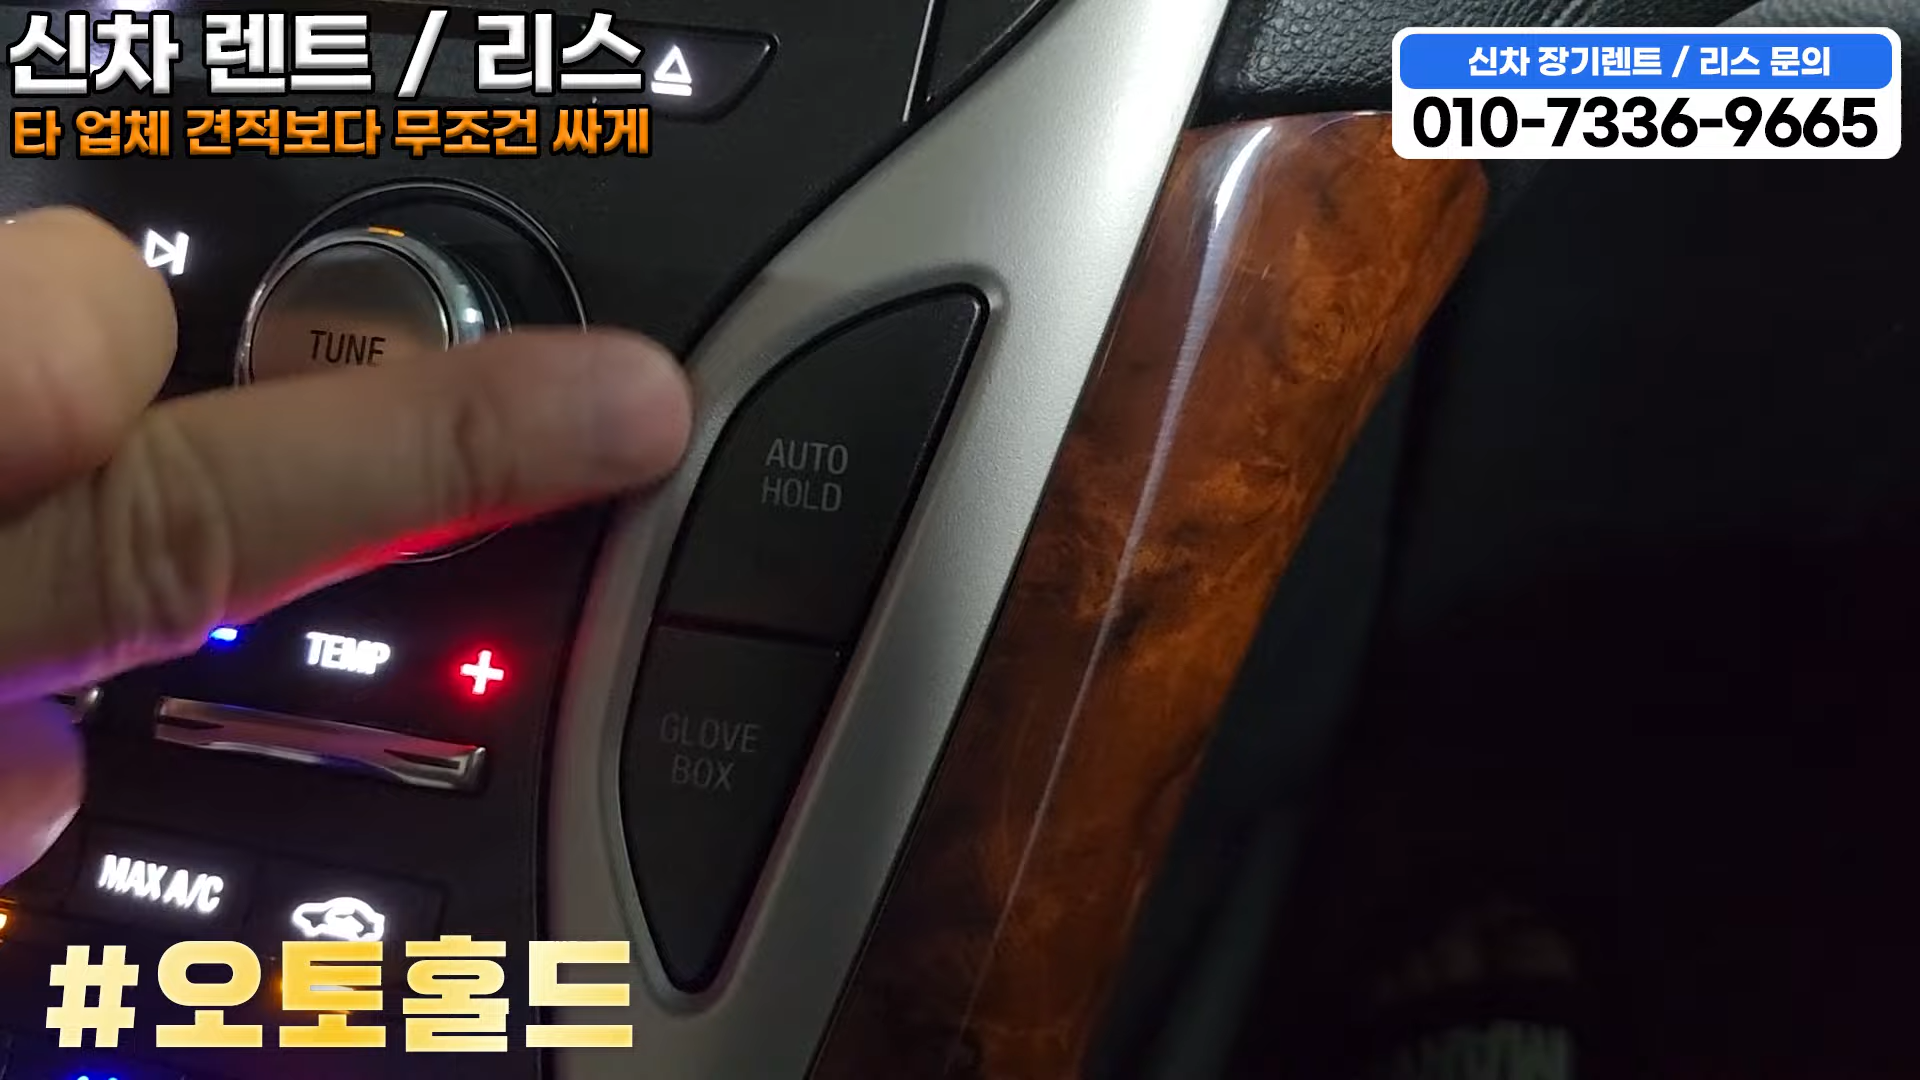 신차 렌트 / 리스
타 업체 견적보다 무조건 싸게
신차 장기렌트 / 리스 문의
010-7336-9665
TUNE
AUTO
HOLD
TEMP
GLOVE
BOX
MAX A/C
#오토홀드